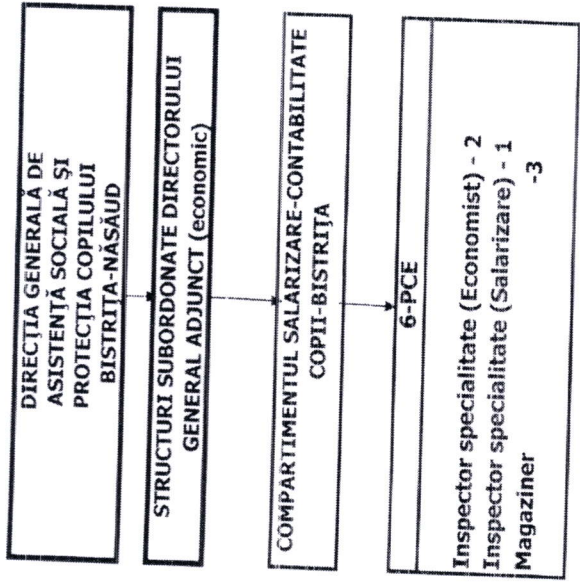 DIRECȚIA GENERALĂ DE
ASISTENȚĂ SOCIALĂ ȘI
PROTECȚIA COPILULUI
BISTRIȚA-NĂSĂUD
STRUCTURI SUBORDONATE DIRECTORULUI
GENERAL ADJUNCT (economic)
COMPARTIMENTUL SALARIZARE-CONTABILITATE
COPII-BISTRIȚA
6-PCE
Inspector specialitate (Economist) - 2
Inspector specialitate (Salarizare) - 1
Magaziner -3